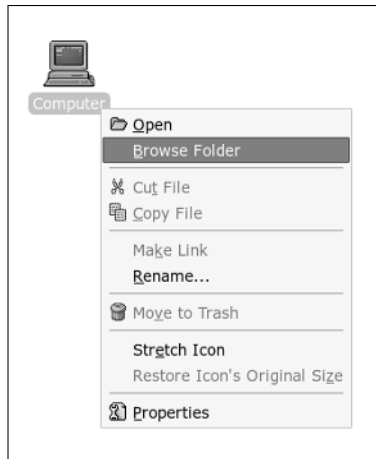 Computer
Open
Browse Folder
Cut File
Copy File
Make Link
Rename...
Move to Trash
Stretch Icon
Restore Icon's Original Size
Properties